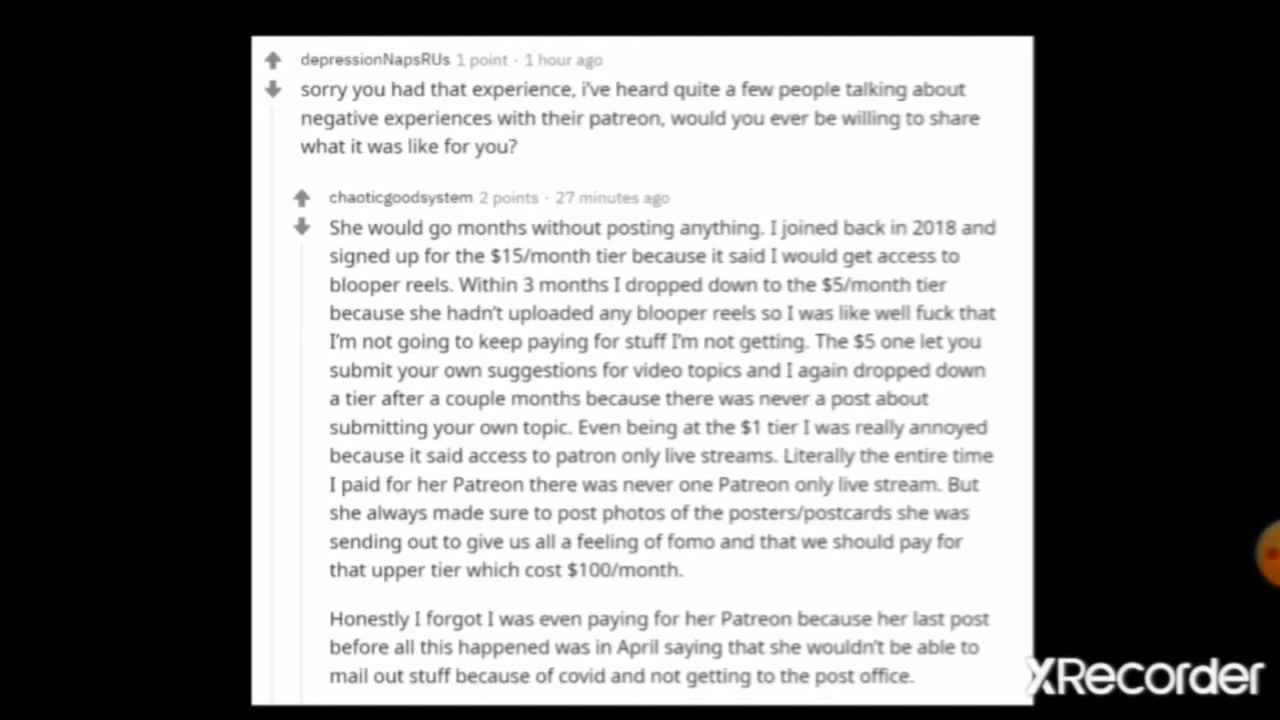 depressionNapsRUs 1 point · 1 hour ago
sorry you had that experience, i've heard quite a few people talking about
negative experiences with their patreon, would you ever be willing to share
what it was like for you?
chaoticgoodsystem 2 points · 27 minutes ago
She would go months without posting anything. I joined back in 2018 and
signed up for the $15/month tier because it said I would get access to
blooper reels. Within 3 months I dropped down to the $5/month tier
because she hadn't uploaded any blooper reels so I was like well fuck that
I'm not going to keep paying for stuff I'm not getting. The $5 one let you
submit your own suggestions for video topics and I again dropped down
a tier after a couple months because there was never a post about
submitting your own topic. Even being at the $1 tier I was really annoyed
because it said access to patron only live streams. Literally the entire time
I paid for her Patreon there was never one Patreon only live stream. But
she always made sure to post photos of the posters/postcards she was
sending out to give us all a feeling of fomo and that we should pay for
that upper tier which cost $100/month.
Honestly I forgot I was even paying for her Patreon because her last post
before all this happened was in April saying that she wouldn't be able to
mail out stuff because of covid and not getting to the post office.
XRecorder